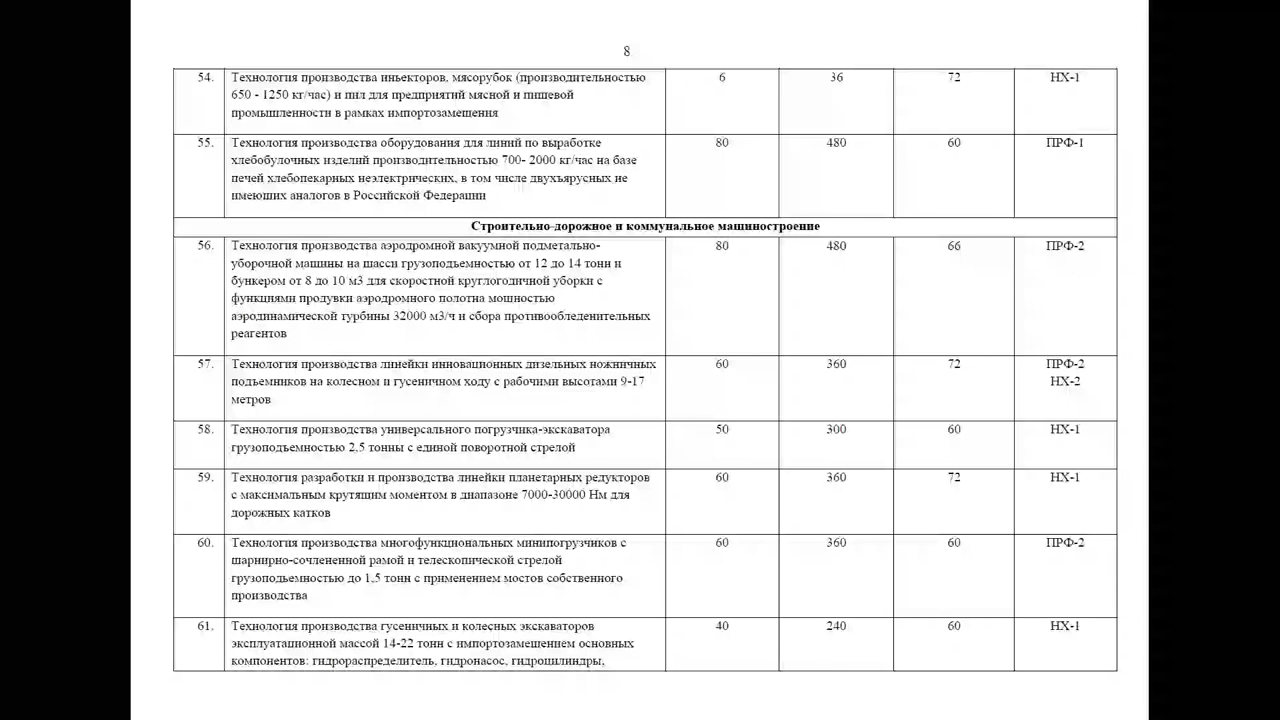 8
54. Технология производства инъекторов, мясорубок (производительностью 6 36 72 НХ-1
650 - 1250 кг/час) и пил для предприятий мясной и пищевой
промышленности в рамках импортозамещения
55. Технология производства оборудования для линий по выработке 80 480 60 ПРФ-1
хлебобулочных изделий производительностью 700- 2000 кг/час на базе
печей хлебопекарных неэлектрических, в том числе двухъярусных не
имеющих аналогов в Российской Федерации
Строительно-дорожное и коммунальное машиностроение
56. Технология производства аэродромной вакуумной подметально- 80 480 66 ПРФ-2
уборочной машины на шасси грузоподъемностью от 12 до 14 тонн и
бункером от 8 до 10 м3 для скоростной круглогодичной уборки с
функциями продувки аэродромного полотна мощностью
аэродинамической турбины 32000 м3/ч и сбора противообледенительных
реагентов
57. Технология производства линейки инновационных дизельных ножничных 60 360 72 ПРФ-2
подъемников на колесном и гусеничном ходу с рабочими высотами 9-17 НХ-2
метров
58. Технология производства универсального погрузчика-экскаватора 50 300 60 НХ-1
грузоподъемностью 2,5 тонны с единой поворотной стрелой
59. Технология разработки и производства линейки планетарных редукторов 60 360 72 НХ-1
с максимальным крутящим моментом в диапазоне 7000-30000 Нм для
дорожных катков
60. Технология производства многофункциональных минипогрузчиков с 60 360 60 ПРФ-2
шарнирно-сочлененной рамой и телескопической стрелой
грузоподъемностью до 1,5 тонн с применением мостов собственного
производства
61. Технология производства гусеничных и колесных экскаваторов 40 240 60 НХ-1
эксплуатационной массой 14-22 тонн с импортозамещением основных
компонентов: гидрораспределитель, гидронасос, гидроцилиндры,